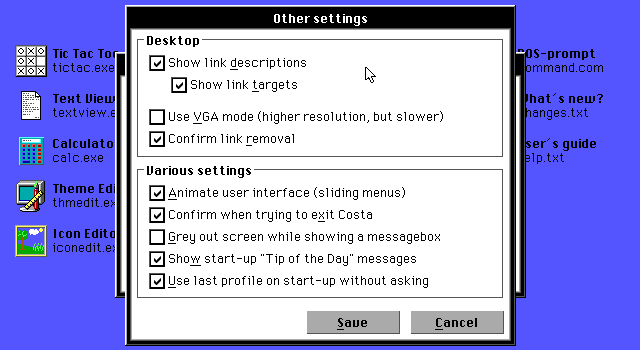 Other settings
Desktop
Show link descriptions
Show link targets
Use VGA mode (higher resolution, but slower)
Confirm link removal
Various settings
Animate user interface (sliding menus)
Confirm when trying to exit Costa
Grey out screen while showing a messagebox
Show start-up "Tip of the Day" messages
Use last profile on start-up without asking
Save
Cancel
Tic Tac Toe
tictac.exe
Text View
textview.e
Calculato
calc.exe
Theme Edi
thmedit.ex
Icon Edito
iconedit.ex
OS-prompt
ommand.com
hat's new?
hanges.txt
ser's guide
elp.txt